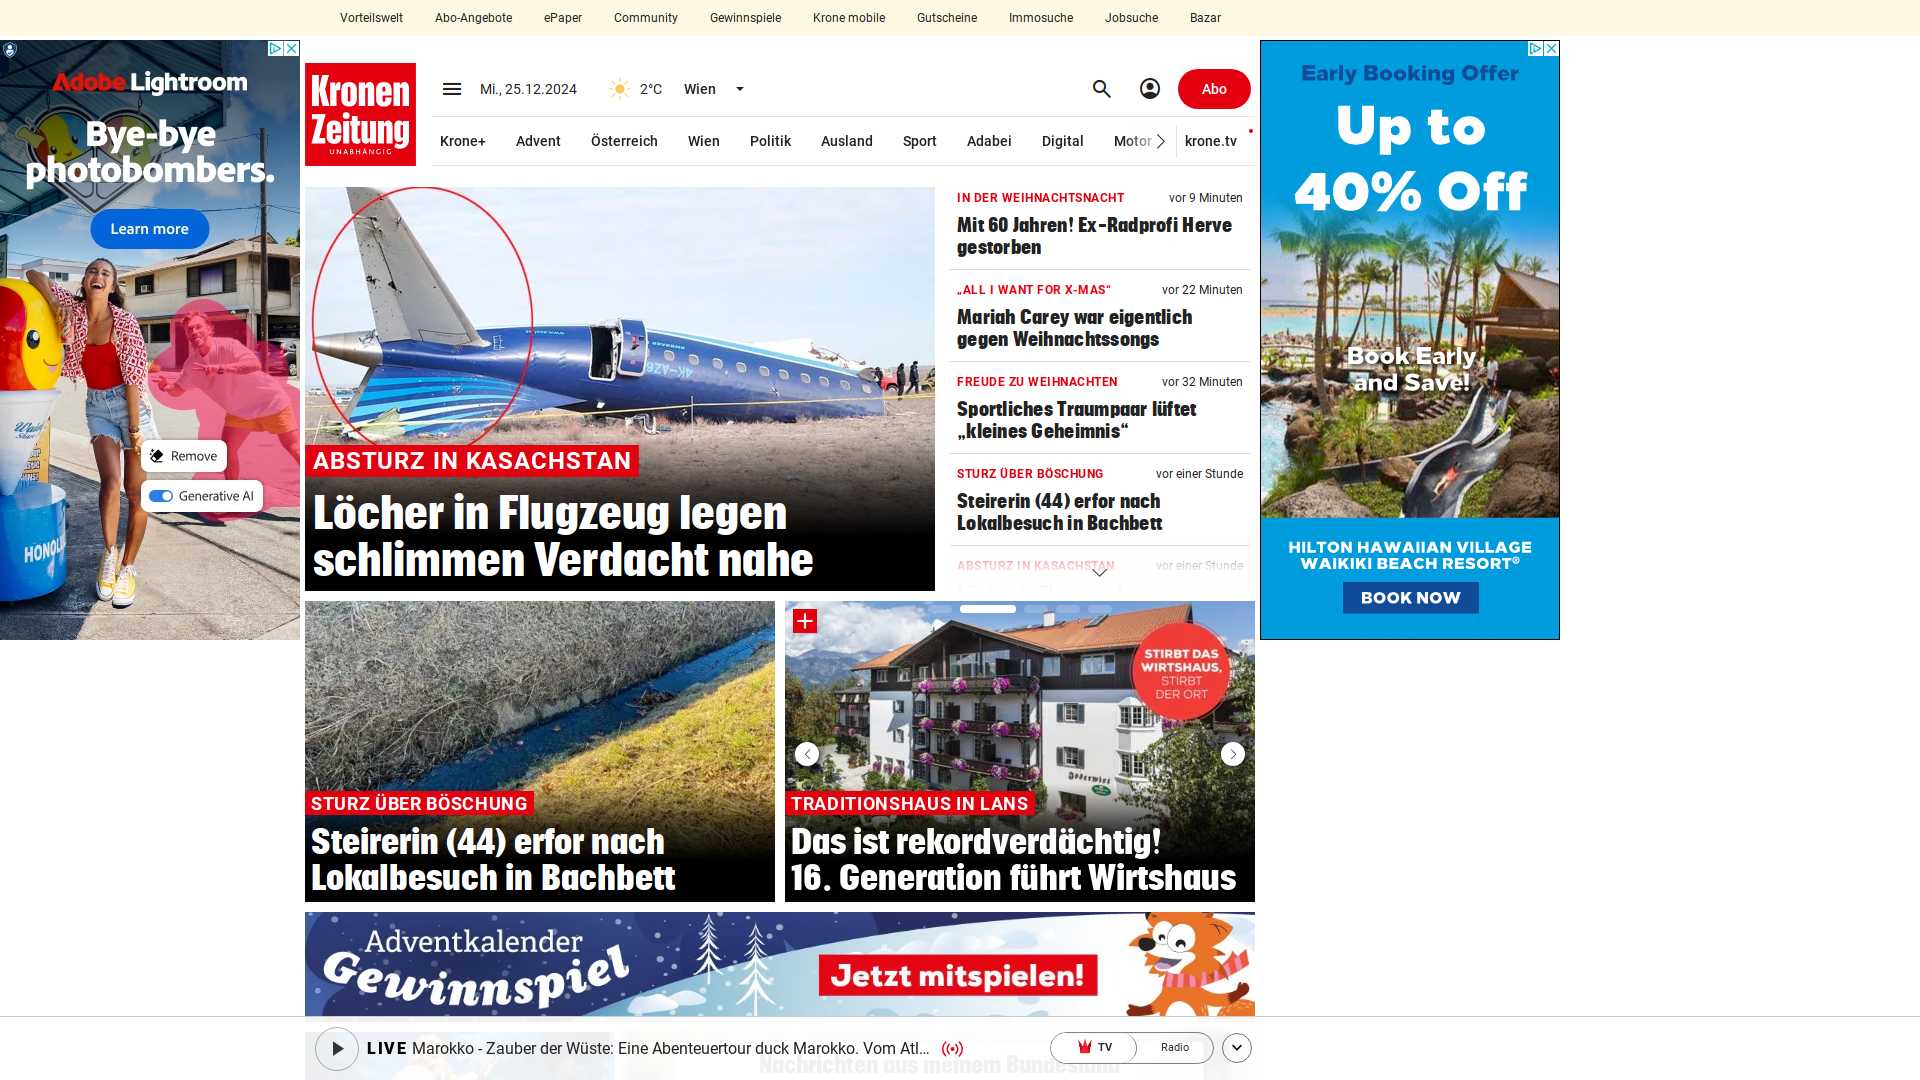 Vorteilswelt
Abo-Angebote
ePaper
Community
Gewinnspiele
Krone mobile
Gutscheine
Immosuche
Jobsuche
Bazar
Adobe Lightroom
Bye-bye
photobombers.
Learn more
Remove
Generative AI
HONOL
Kronen
Zeitung
UNABHÄNGIG
Mi., 25.12.2024
2°C
Wien
Abo
Krone+
Advent
Österreich
Wien
Politik
Ausland
Sport
Adabei
Digital
Motor
krone.tv
4K-AZ6
ABSTURZ IN KASACHSTAN
Löcher in Flugzeug legen
schlimmen Verdacht nahe
IN DER WEIHNACHTSNACHT
vor 9 Minuten
Mit 60 Jahren! Ex-Radprofi Herve
gestorben
„ALL I WANT FOR X-MAS“
vor 22 Minuten
Mariah Carey war eigentlich
gegen Weihnachtssongs
FREUDE ZU WEIHNACHTEN
vor 32 Minuten
Sportliches Traumpaar lüftet
„kleines Geheimnis“
STURZ ÜBER BÖSCHUNG
vor einer Stunde
Steirerin (44) erfor nach
Lokalbesuch in Bachbett
ABSTURZ IN KASACHSTAN
vor einer Stunde
STURZ ÜBER BÖSCHUNG
Steirerin (44) erfor nach
Lokalbesuch in Bachbett
STIRBT DAS
WIRTSHAUS,
STIRBT
DER ORT
TRADITIONSHAUS IN LANS
Das ist rekordverdächtig!
16. Generation führt Wirtshaus
Early Booking Offer
Up to
40% Off
Book Early
and Save!
HILTON HAWAIIAN VILLAGE
WAIKIKI BEACH RESORT®
BOOK NOW
Adventkalender
Gewinnspiel
Jetzt mitspielen!
LIVE Marokko - Zauber der Wüste: Eine Abenteuertour duck Marokko. Vom Atl...
TV
Radio
Nachrichten aus meinem Bundesland